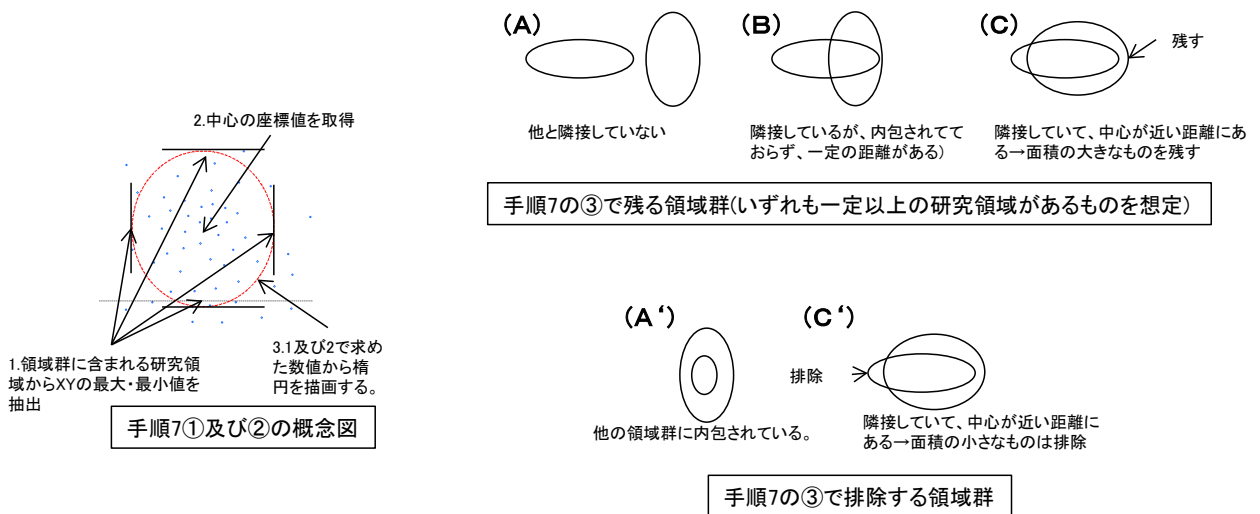 2.中心の座標値を取得
1.領域群に含まれる研究領
域からXYの最大・最小値を
抽出
3.1及び2で求め
た数値から楕
円を描画する。
手順7①及び②の概念図
(A)
他と隣接していない
(B)
隣接しているが、内包されてて
おらず、一定の距離がある)
(C)
残す
隣接していて、中心が近い距離にあ
る→面積の大きなものを残す
手順7の③で残る領域群(いずれも一定以上の研究領域があるものを想定)
(A‘)
他の領域群に内包されている。
(C‘)
排除
隣接していて、中心が近い距離に
ある→面積の小さなものは排除
手順7の③で排除する領域群